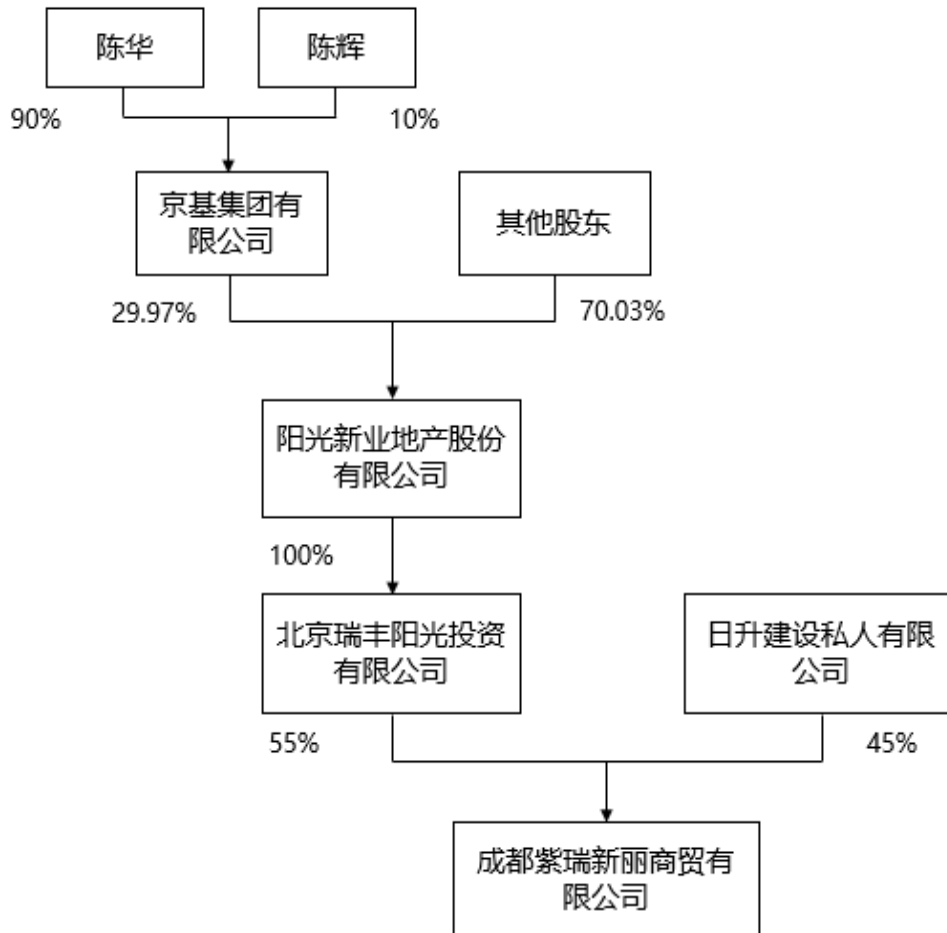 陈华
陈辉
90%
10%
京基集团有
限公司
其他股东
29.97%
70.03%
阳光新业地产股份
有限公司
100%
北京瑞丰阳光投资
有限公司
日升建设私人有限
公司
55%
45%
成都紫瑞新丽商贸有
限公司